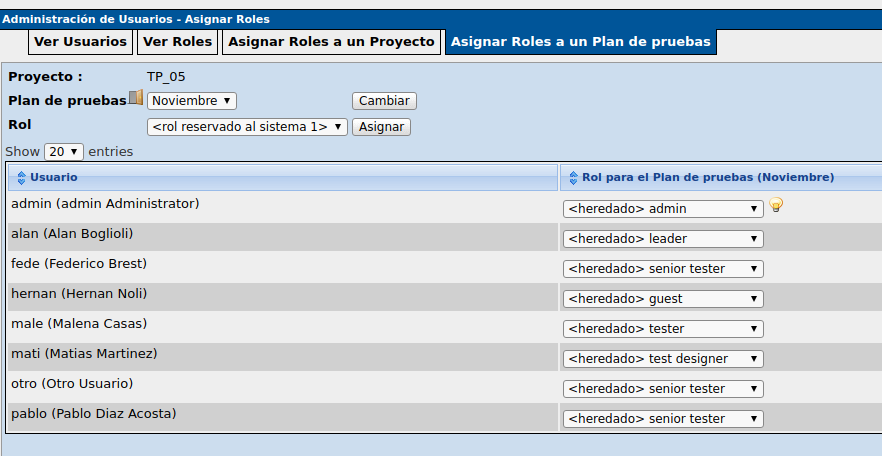 Administración de Usuarios - Asignar Roles
Ver Usuarios Ver Roles Asignar Roles a un Proyecto Asignar Roles a un Plan de pruebas
Proyecto : TP_05
Plan de pruebas Noviembre Cambiar
Rol <rol reservado al sistema 1> Asignar
Show 20 entries
Usuario Rol para el Plan de pruebas (Noviembre)
admin (admin Administrator) <heredado> admin
alan (Alan Boglioli) <heredado> leader
fede (Federico Brest) <heredado> senior tester
hernan (Hernan Noli) <heredado> guest
male (Malena Casas) <heredado> tester
mati (Matias Martinez) <heredado> test designer
otro (Otro Usuario) <heredado> senior tester
pablo (Pablo Diaz Acosta) <heredado> senior tester